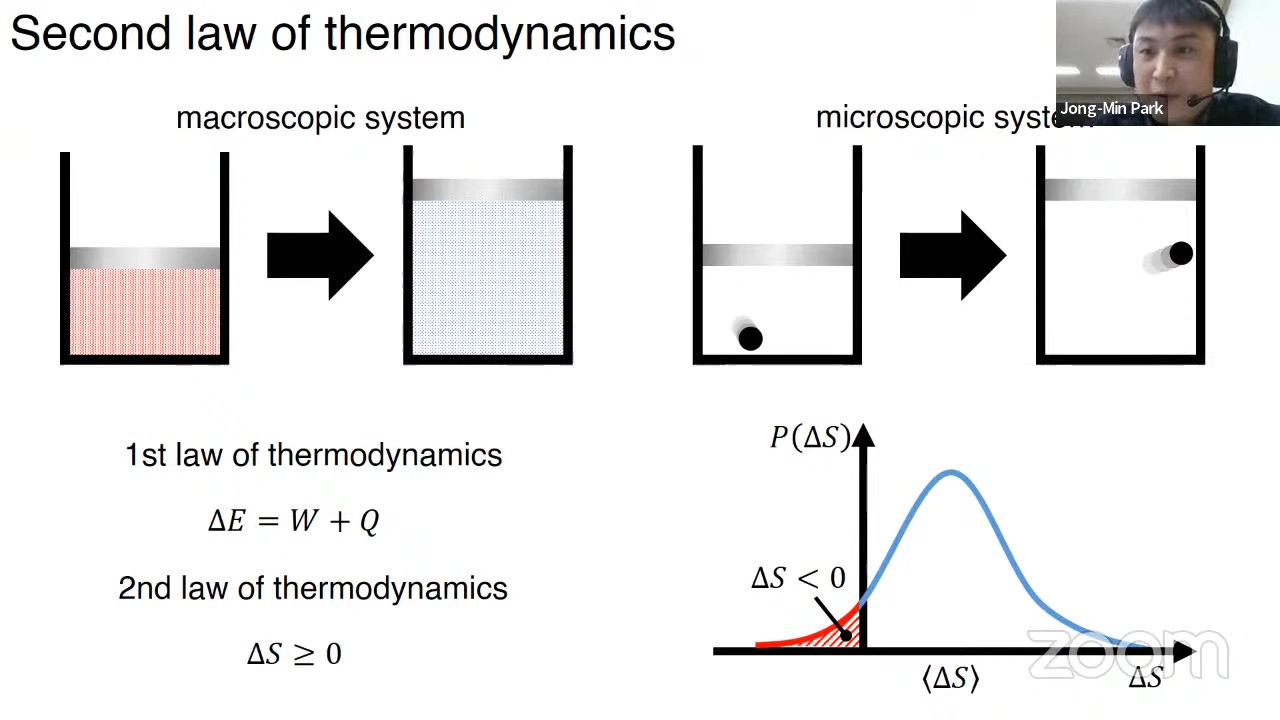 Second law of thermodynamics
Jong-Min Park
macroscopic system
microscopic system
1st law of thermodynamics
ΔE = W + Q
2nd law of thermodynamics
ΔS ≥ 0
P(ΔS)
ΔS < 0
⟨ΔS⟩
ΔS
zoom